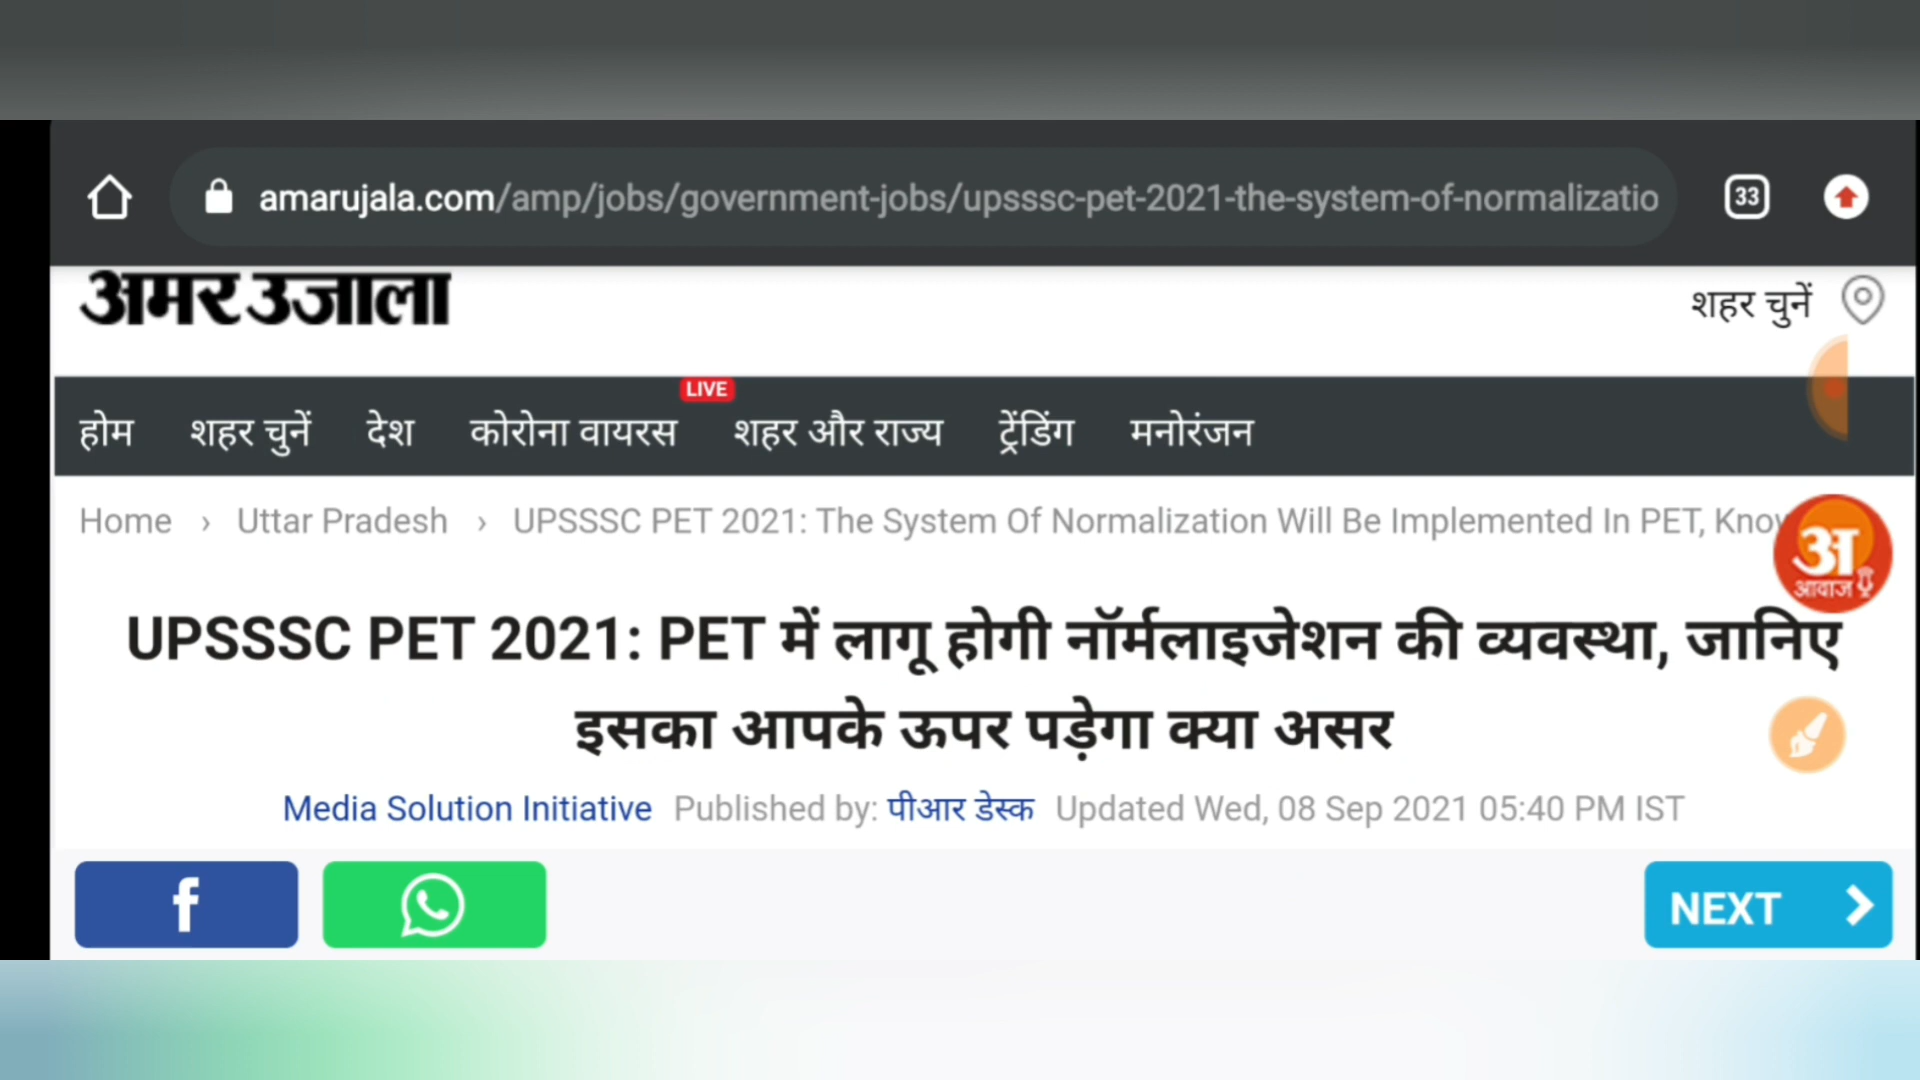 amarujala.com/amp/jobs/government-jobs/upsssc-pet-2021-the-system-of-normalizatio 33
अमर उजाला शहर चुनें
LIVE
होम शहर चुनें देश कोरोना वायरस शहर और राज्य ट्रेंडिंग मनोरंजन
Home › Uttar Pradesh › UPSSSC PET 2021: The System Of Normalization Will Be Implemented In PET, Know
अ
आवाज
UPSSSC PET 2021: PET में लागू होगी नॉर्मलाइजेशन की व्यवस्था, जानिए
इसका आपके ऊपर पड़ेगा क्या असर
Media Solution Initiative Published by: पीआर डेस्क Updated Wed, 08 Sep 2021 05:40 PM IST
NEXT